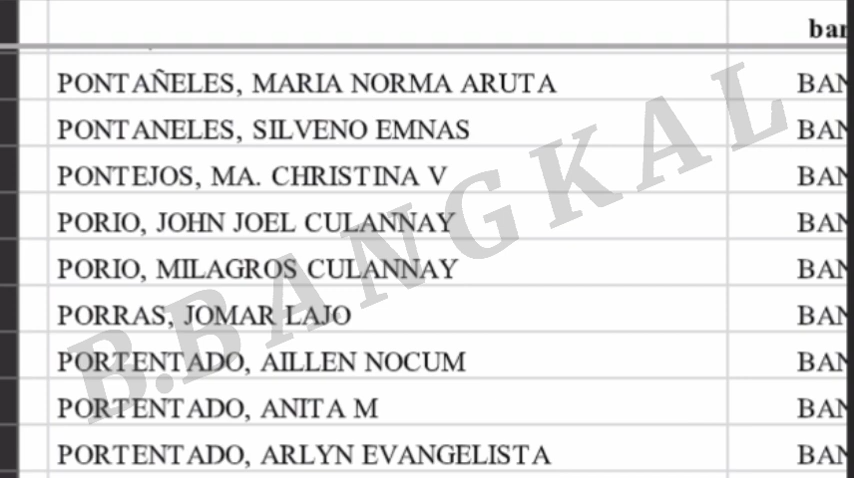 bar
PONTAÑELES, MARIA NORMA ARUTA BAN
PONTANELES, SILVENO EMNAS BAN
PONTEJOS, MA. CHRISTINA V BAN
PORIO, JOHN JOEL CULANNAY BAN
PORIO, MILAGROS CULANNAY BAN
PORRAS, JOMAR LAJO BAN
PORTENTADO, AILLEN NOCUM BAN
PORTENTADO, ANITA M BAN
PORTENTADO, ARLYN EVANGELISTA BAN
B.BANGKAL